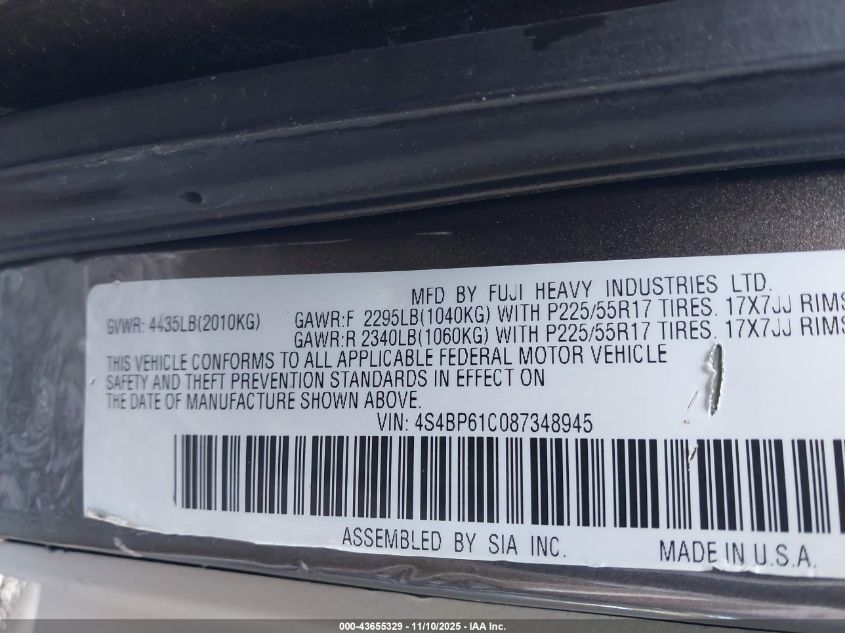 MFD BY FUJI HEAVY INDUSTRIES LTD.
GVWR: 4435LB(2010KG) GAWR:F 2295LB(1040KG) WITH P225/55R17 TIRES. 17X7JJ RIMS
GAWR:R 2340LB(1060KG) WITH P225/55R17 TIRES. 17X7JJ RIMS
THIS VEHICLE CONFORMS TO ALL APPLICABLE FEDERAL MOTOR VEHICLE
SAFETY AND THEFT PREVENTION STANDARDS IN EFFECT ON
THE DATE OF MANUFACTURE SHOWN ABOVE.
VIN: 4S4BP61C087348945
ASSEMBLED BY SIA INC. MADE IN U.S.A.
000-43655329 - 11/10/2025 - IAA Inc.